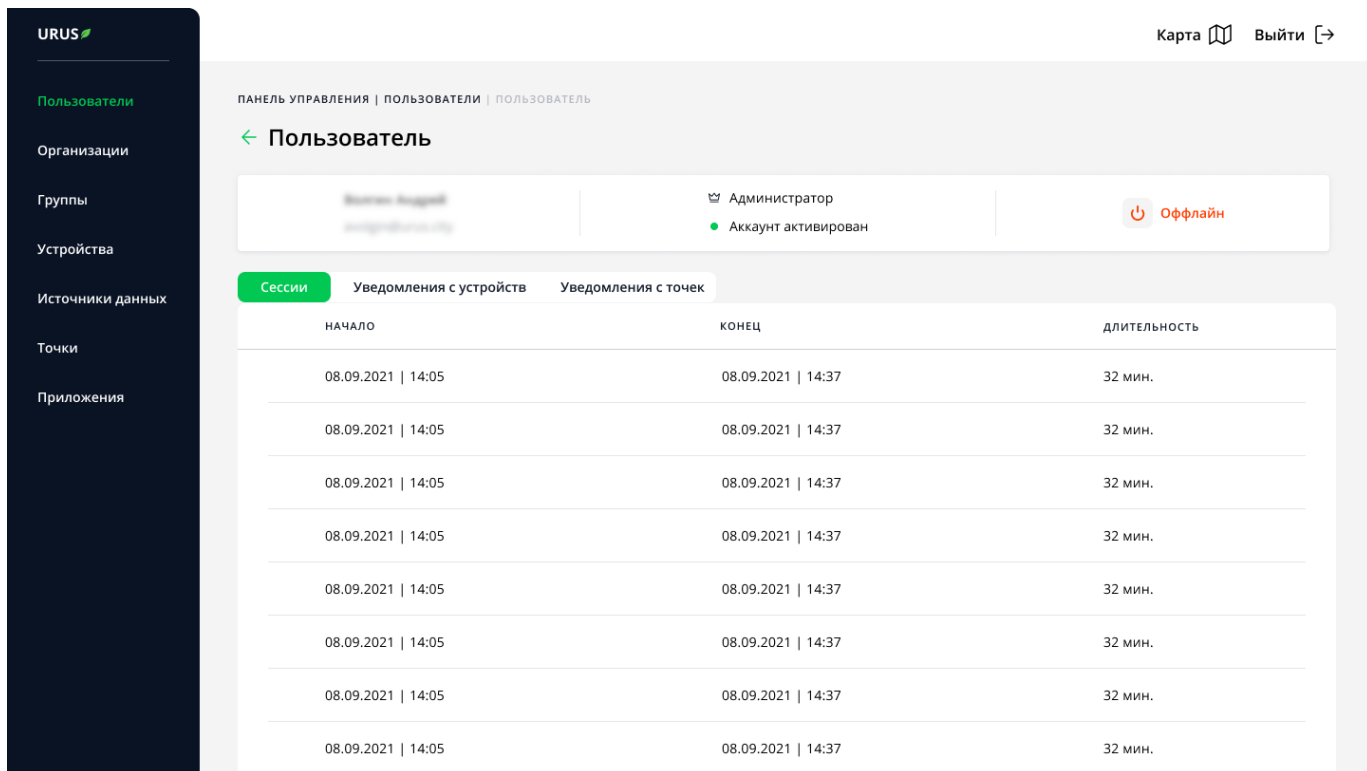 URUS
Карта
Выйти
Пользователи
Организации
Группы
Устройства
Источники данных
Точки
Приложения
ПАНЕЛЬ УПРАВЛЕНИЯ | ПОЛЬЗОВАТЕЛИ | ПОЛЬЗОВАТЕЛЬ
Пользователь
Администратор
Аккаунт активирован
Оффлайн
Сессии Уведомления с устройств Уведомления с точек
НАЧАЛО КОНЕЦ ДЛИТЕЛЬНОСТЬ
08.09.2021 | 14:05 08.09.2021 | 14:37 32 мин.
08.09.2021 | 14:05 08.09.2021 | 14:37 32 мин.
08.09.2021 | 14:05 08.09.2021 | 14:37 32 мин.
08.09.2021 | 14:05 08.09.2021 | 14:37 32 мин.
08.09.2021 | 14:05 08.09.2021 | 14:37 32 мин.
08.09.2021 | 14:05 08.09.2021 | 14:37 32 мин.
08.09.2021 | 14:05 08.09.2021 | 14:37 32 мин.
08.09.2021 | 14:05 08.09.2021 | 14:37 32 мин.